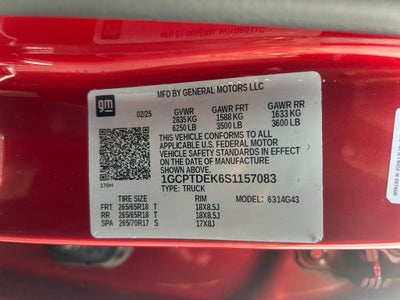 MFD BY GENERAL MOTORS LLC
gm
02/25 GVWR GAWR FRT GAWR RR
2835 KG 1588 KG 1633 KG
6250 LB 3500 LB 3600 LB
THIS VEHICLE CONFORMS TO ALL
APPLICABLE U.S. FEDERAL MOTOR
VEHICLE SAFETY STANDARDS IN EFFECT
ON THE DATE OF MANUFACTURE
SHOWN ABOVE.
1GCPTDEK6S1157083
170H TYPE: TRUCK
TIRE SIZE RIM 6314G43
FRT 265/65R18 T 18X8.5J
RR 265/65R18 T 18X8.5J
SPA 265/70R17 S 17X8J